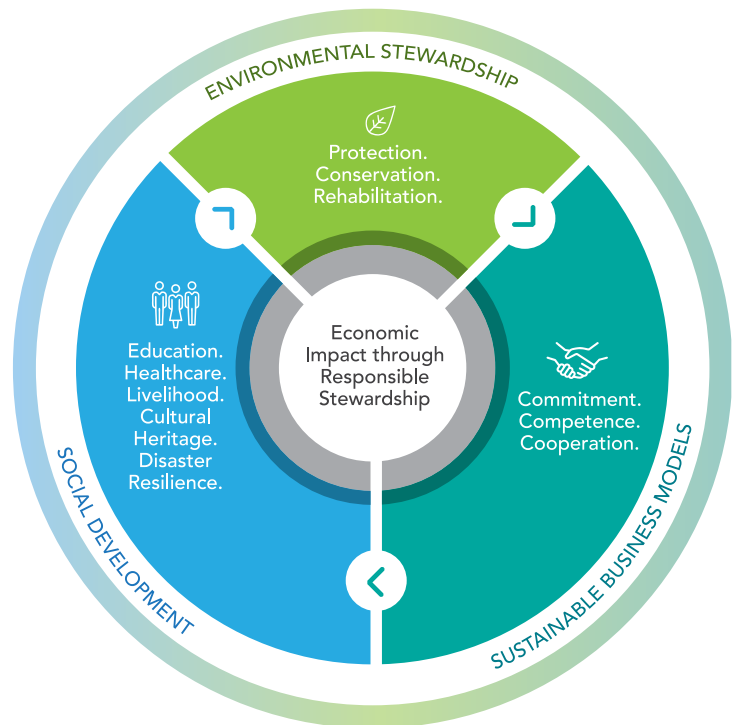 ENVIRONMENTAL STEWARDSHIP
Protection.
Conservation.
Rehabilitation.
Education.
Healthcare.
Livelihood.
Cultural
Heritage.
Disaster
Resilience.
Economic
Impact through
Responsible
Stewardship
Commitment.
Competence.
Cooperation.
SOCIAL DEVELOPMENT
SUSTAINABLE BUSINESS MODELS